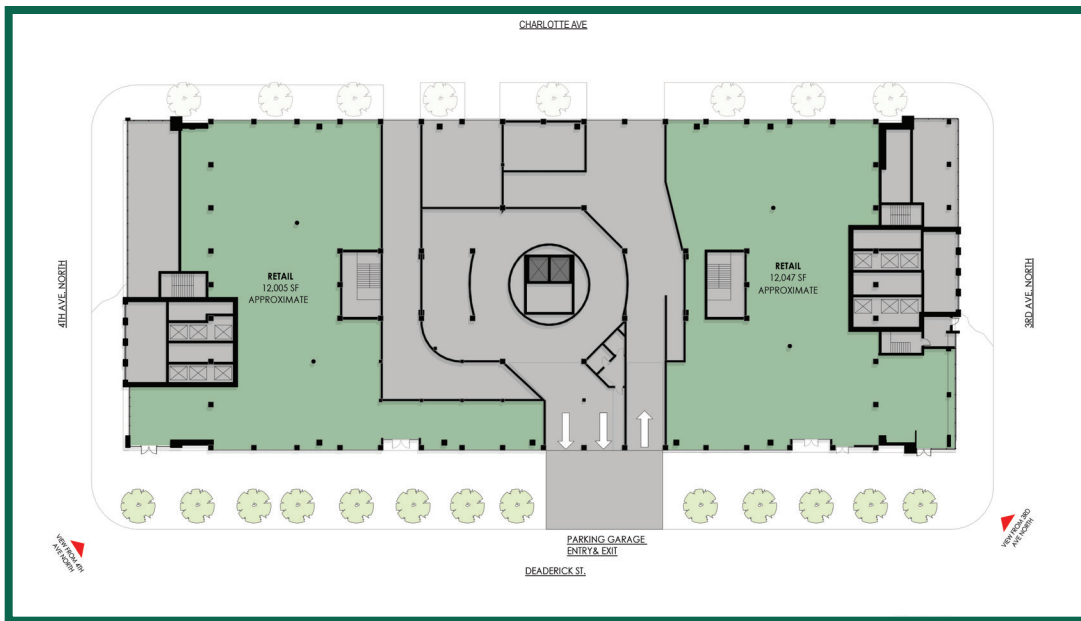 CHARLOTTE AVE
4TH AVE. NORTH
RETAIL
12,005 SF
APPROXIMATE
RETAIL
12,047 SF
APPROXIMATE
3RD AVE. NORTH
VIEW FROM 4TH
AVE NORTH
PARKING GARAGE
ENTRY& EXIT
DEADERICK ST.
VIEW FROM 3RD
AVE NORTH